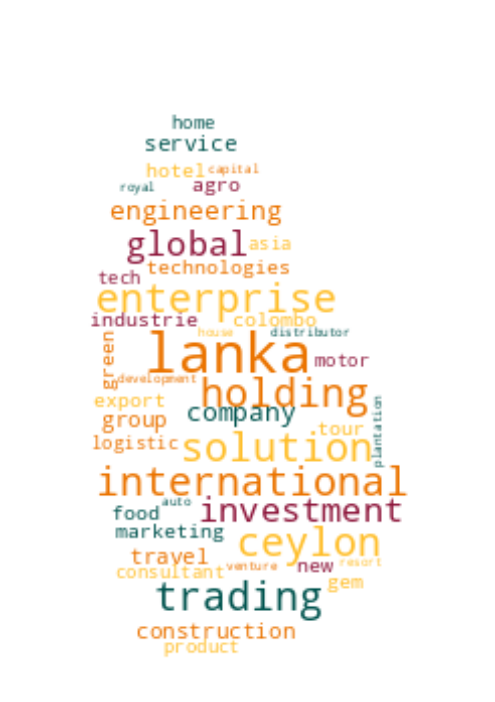 home
service
hotel capital
royal agro
engineering
global asia
technologies
tech
enterprise
industrie colombo
house distributor
lanka motor
green
development
holding
export company
plantation
group tour
logistic solution
international
auto
food investment
marketing ceylon
travel
consultant venture new resort
gem
trading
construction
product